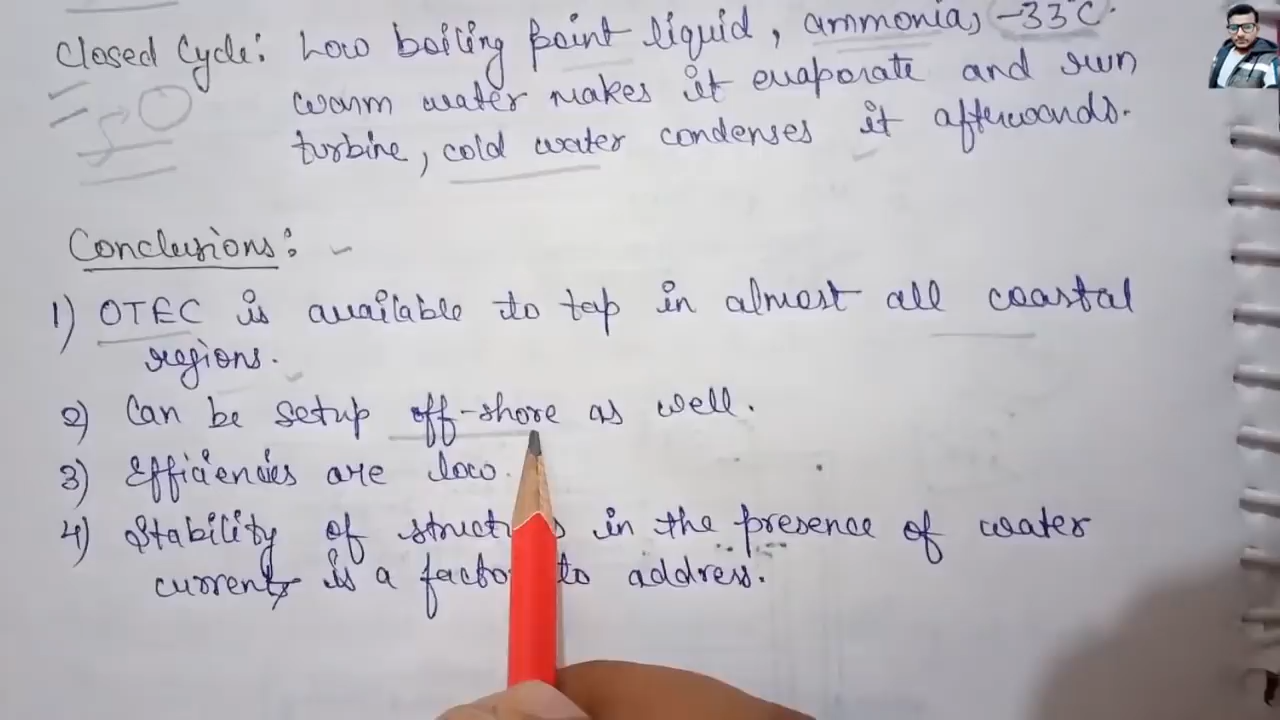 Closed Cycle: Low boiling point liquid, ammonia, -33°C.
warm water makes it evaporate and run
turbine, cold water condenses it afterwards.
Conclusions:
1) OTEC is available to tap in almost all coastal
regions.
2) Can be setup off-shore as well.
3) Efficiencies are low.
4) Stability of in the presence of water
currents is a to address.